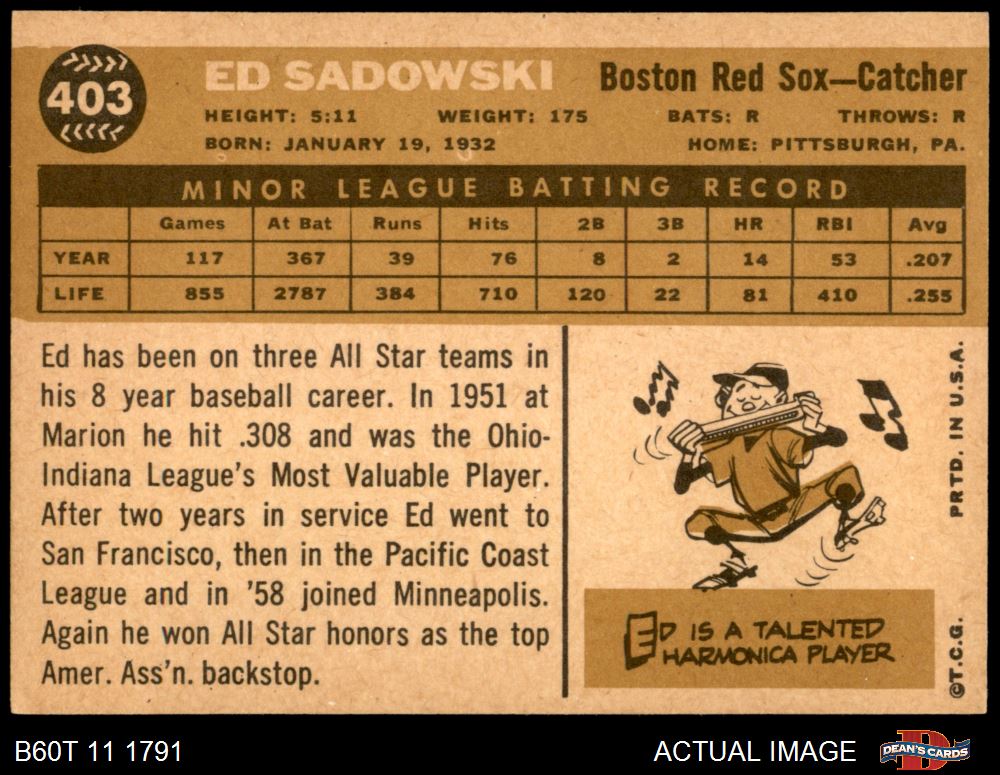 403
ED SADOWSKI Boston Red Sox—Catcher
HEIGHT: 5:11 WEIGHT: 175 BATS: R THROWS: R
BORN: JANUARY 19, 1932 HOME: PITTSBURGH, PA.
MINOR LEAGUE BATTING RECORD
Games At Bat Runs Hits 2B 3B HR RBI Avg
YEAR 117 367 39 76 8 2 14 53 .207
LIFE 855 2787 384 710 120 22 81 410 .255
Ed has been on three All Star teams in
his 8 year baseball career. In 1951 at
Marion he hit .308 and was the Ohio-
Indiana League's Most Valuable Player.
After two years in service Ed went to
San Francisco, then in the Pacific Coast
League and in '58 joined Minneapolis.
Again he won All Star honors as the top
Amer. Ass'n. backstop.
ED IS A TALENTED
HARMONICA PLAYER
©T.C.G. PRTD. IN U.S.A.
B60T 11 1791 ACTUAL IMAGE
D
DEAN'S CARDS